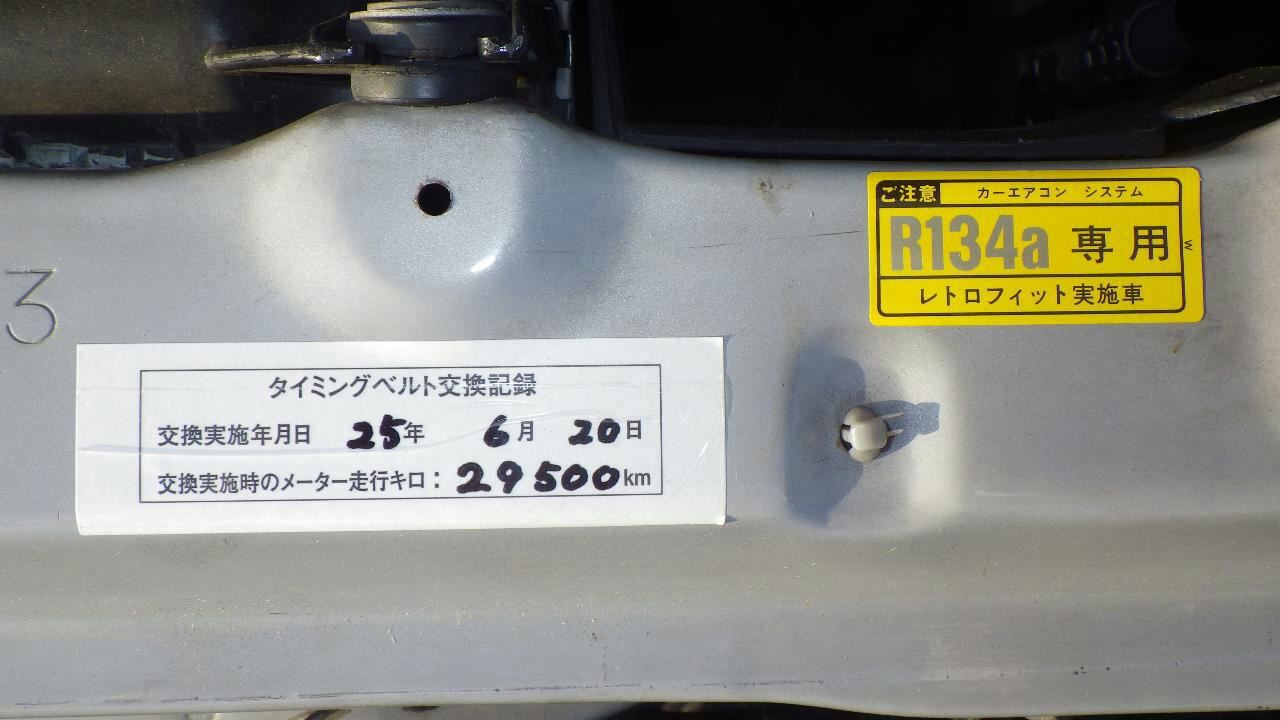 ご注意 カーエアコン システム
R134a 専用
W
レトロフィット実施車
3
タイミングベルト交換記録
交換実施年月日 25年 6月 20日
交換実施時のメーター走行キロ: 29500km